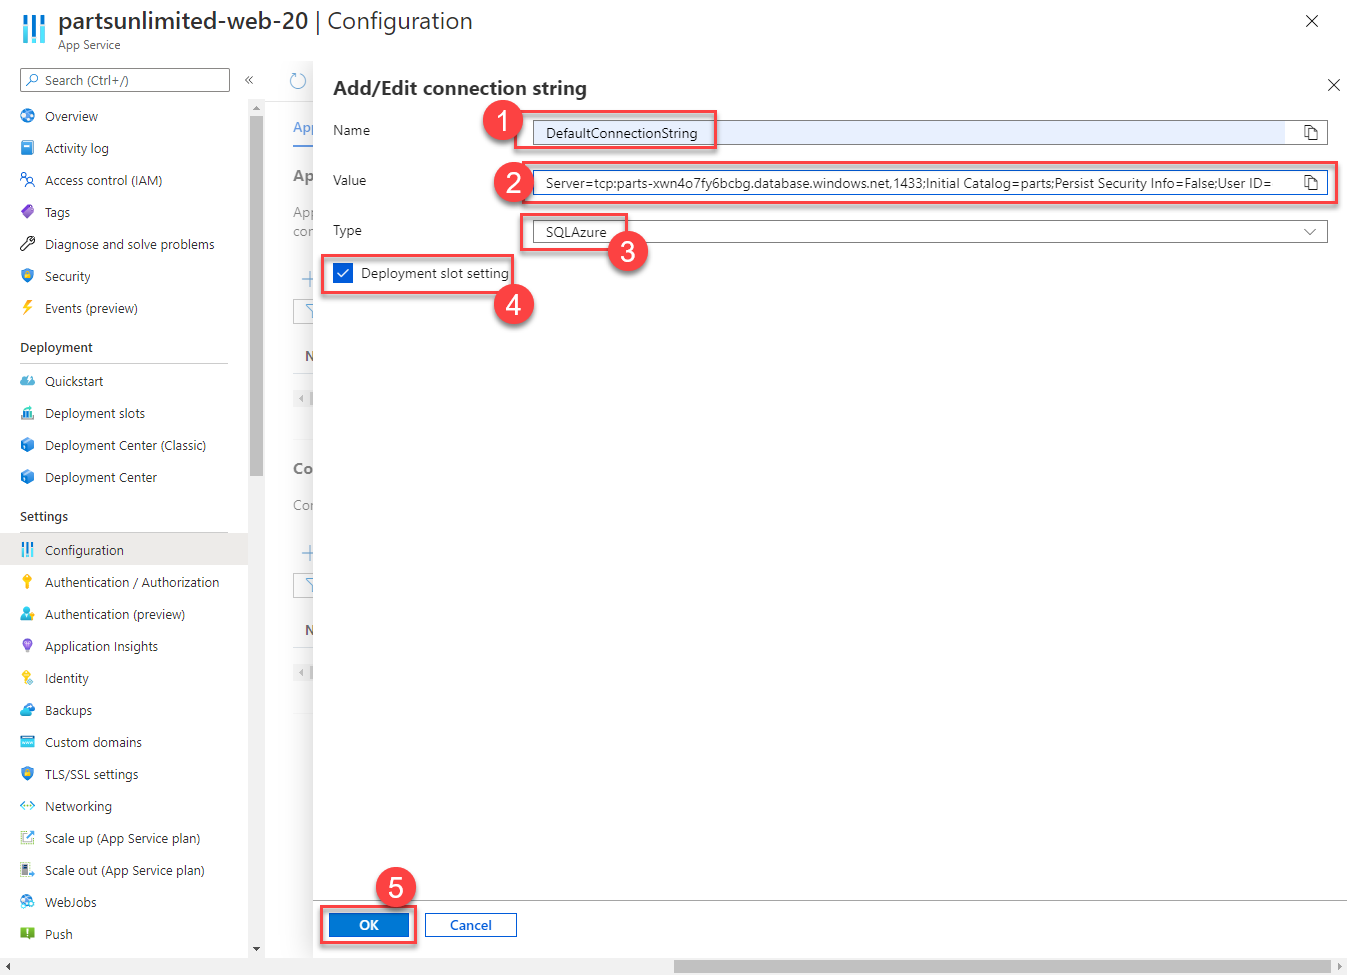 partsunlimited-web-20 | Configuration
App Service
Search (Ctrl+/)
«
Overview
Activity log
Access control (IAM)
Tags
Diagnose and solve problems
Security
Events (preview)
Deployment
Quickstart
Deployment slots
Deployment Center (Classic)
Deployment Center
Settings
Configuration
Authentication / Authorization
Authentication (preview)
Application Insights
Identity
Backups
Custom domains
TLS/SSL settings
Networking
Scale up (App Service plan)
Scale out (App Service plan)
WebJobs
Push
App
Ap
App
con
N
Co
Con
N
Add/Edit connection string
1
Name
DefaultConnectionString
2
Value
Server=tcp:parts-xwn4o7fy6bcbg.database.windows.net,1433;Initial Catalog=parts;Persist Security Info=False;User ID=
Type
SQLAzure
3
Deployment slot setting
4
5
OK
Cancel